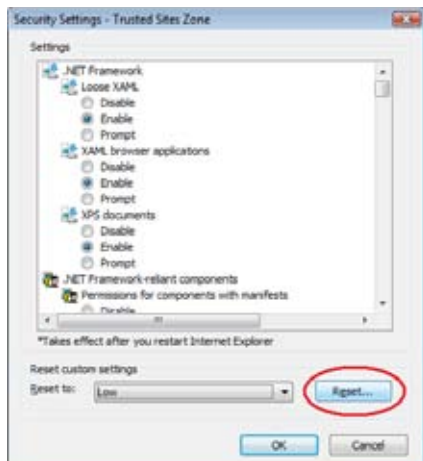 Security Settings - Trusted Sites Zone
Settings
.NET Framework
Loose XAML
Disable
Enable
Prompt
XAML browser applications
Disable
Enable
Prompt
XPS documents
Disable
Enable
Prompt
.NET Framework-reliant components
Permissions for components with manifests
Disable
*Takes effect after you restart Internet Explorer
Reset custom settings
Reset to: Low Reset...
OK Cancel